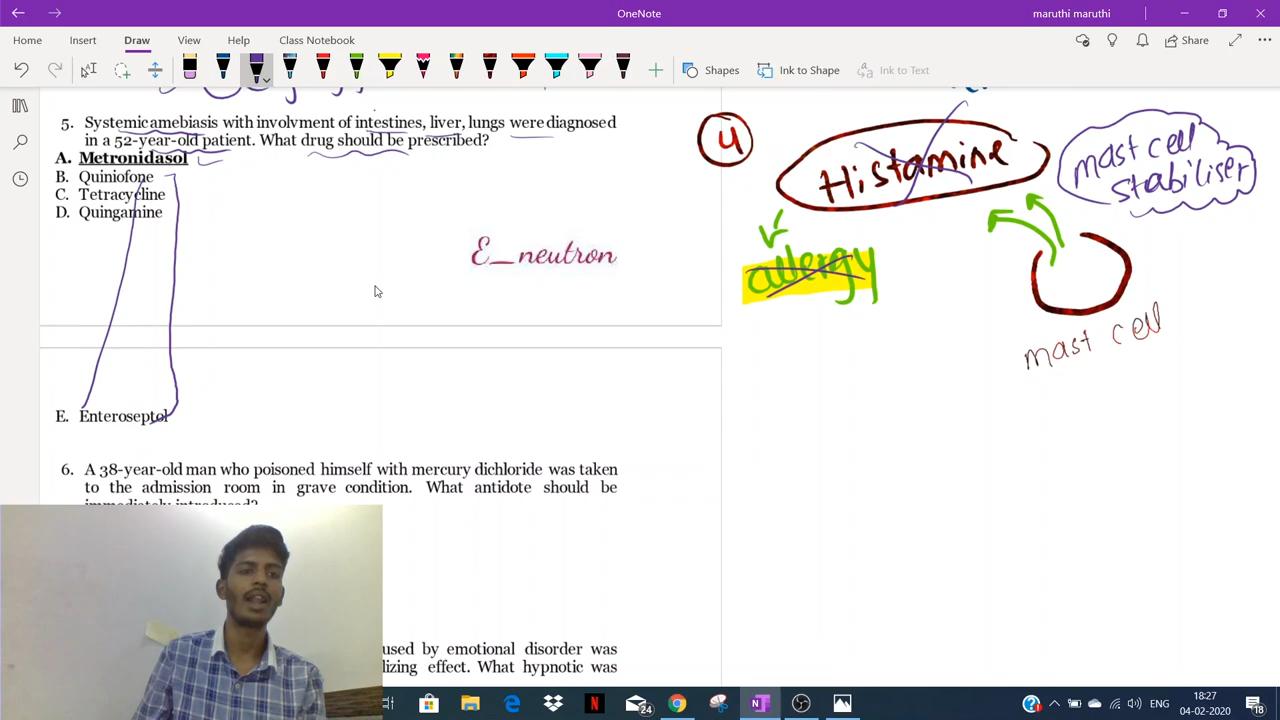 OneNote
maruthi maruthi
Home
Insert
Draw
View
Help
Class Notebook
Share
Shapes
Ink to Shape
Ink to Text
5. Systemic amebiasis with involvment of intestines, liver, lungs were diagnosed
in a 52-year-old patient. What drug should be prescribed?
A. Metronidasol
B. Quiniofone
C. Tetracycline
D. Quingamine
E_neutron
E. Enteroseptol
6. A 38-year-old man who poisoned himself with mercury dichloride was taken
to the admission room in grave condition. What antidote should be
immediately introduced?
used by emotional disorder was
lizing effect. What hypnotic was
4
Histamine
mast cell
stabiliser
allergy
mast cell
24
ENG
18:27
04-02-2020
18